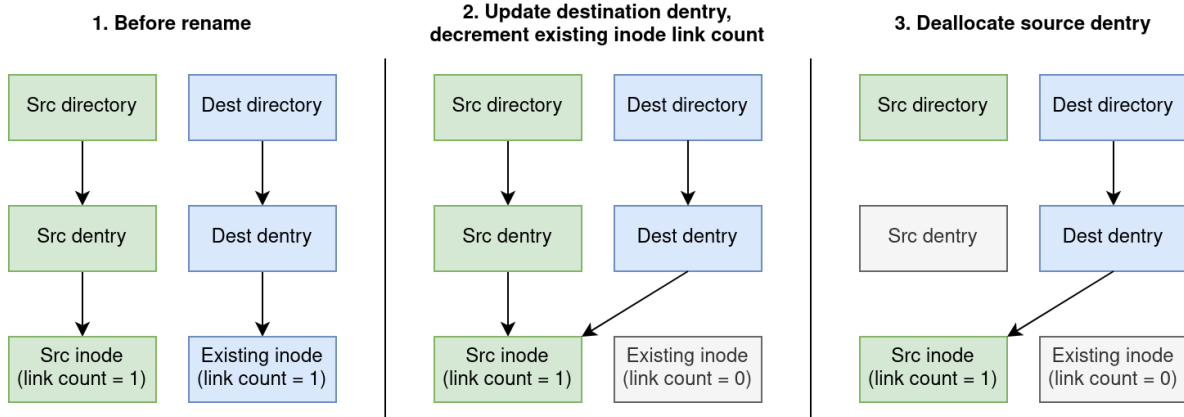 1. Before rename
Src directory
Dest directory
Src dentry
Dest dentry
Src inode
(link count = 1)
Existing inode
(link count = 1)
2. Update destination dentry,
decrement existing inode link count
Src directory
Dest directory
Src dentry
Dest dentry
Src inode
(link count = 1)
Existing inode
(link count = 0)
3. Deallocate source dentry
Src directory
Dest directory
Src dentry
Dest dentry
Src inode
(link count = 1)
Existing inode
(link count = 0)